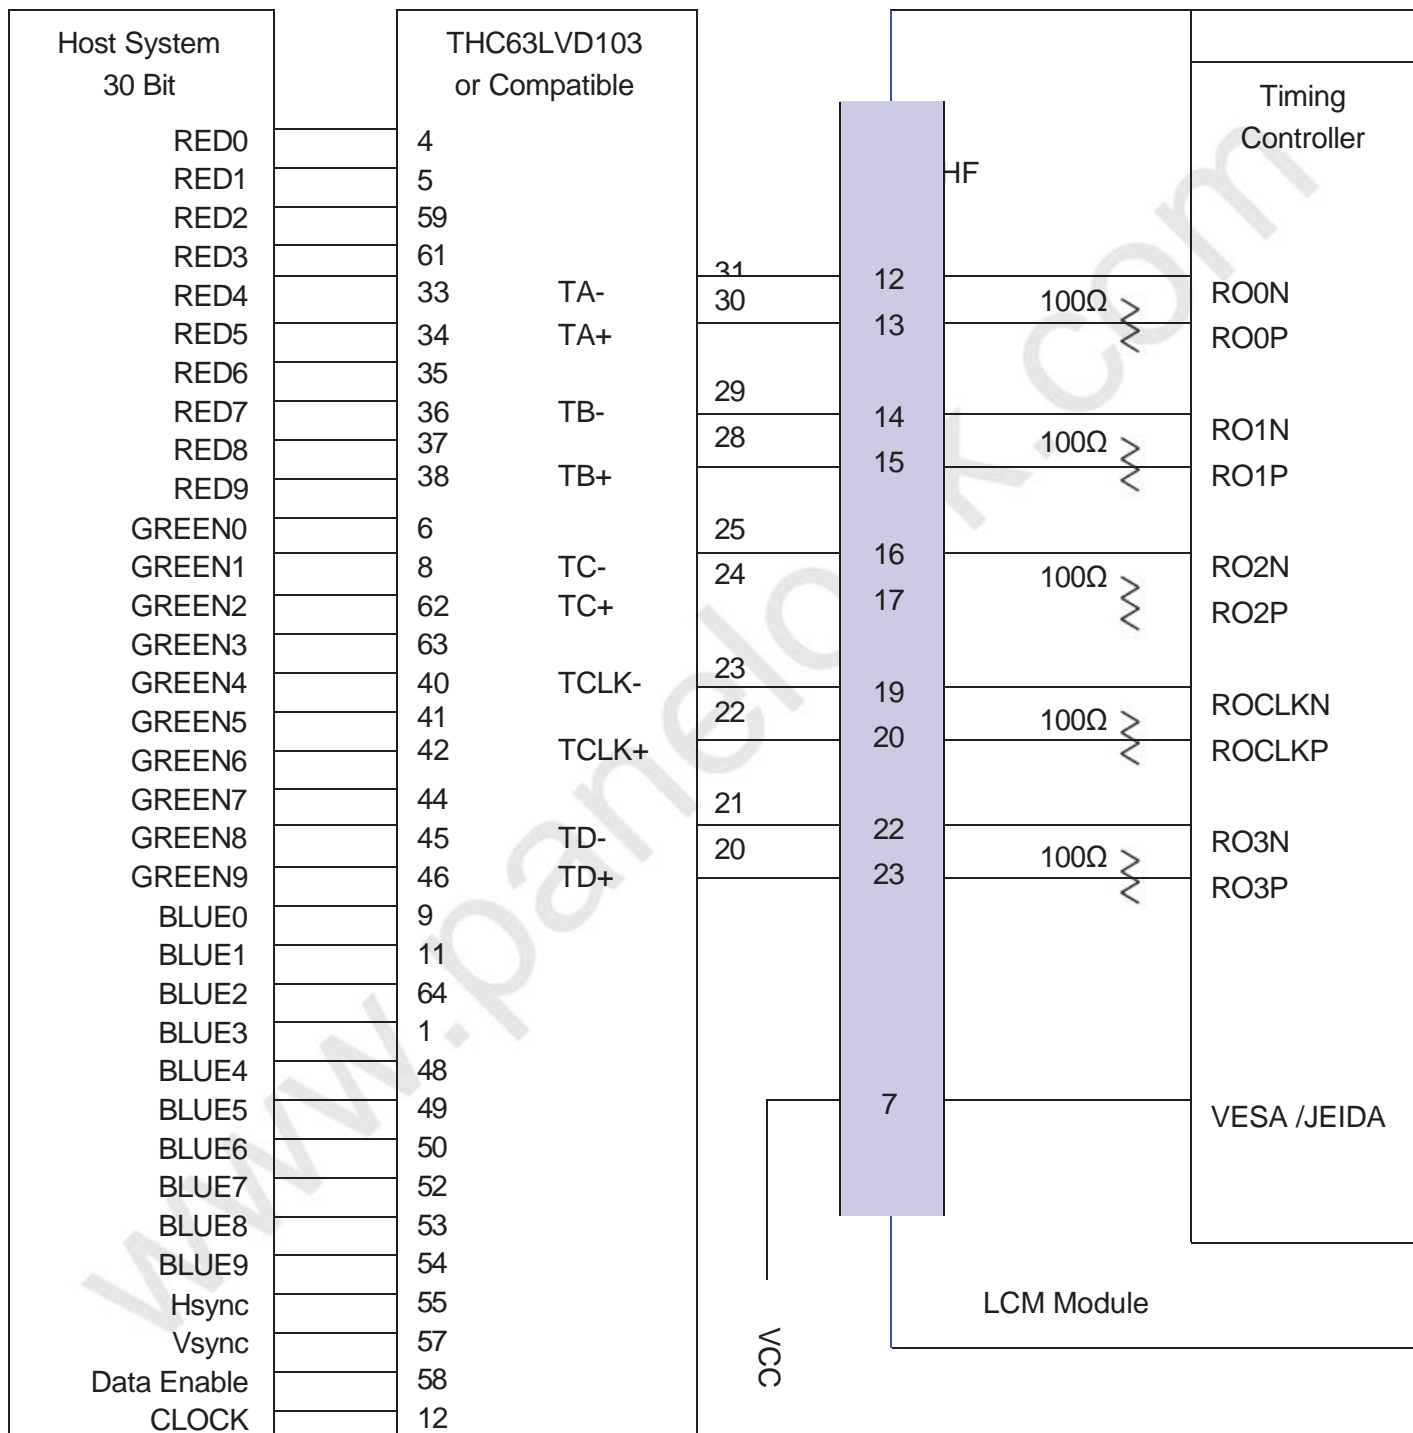 Host System
30 Bit
RED0
RED1
RED2
RED3
RED4
RED5
RED6
RED7
RED8
RED9
GREEN0
GREEN1
GREEN2
GREEN3
GREEN4
GREEN5
GREEN6
GREEN7
GREEN8
GREEN9
BLUE0
BLUE1
BLUE2
BLUE3
BLUE4
BLUE5
BLUE6
BLUE7
BLUE8
BLUE9
Hsync
Vsync
Data Enable
CLOCK
THC63LVD103
or Compatible
4
5
59
61
33 TA-
34 TA+
35
36 TB-
37
38 TB+
6
8 TC-
62 TC+
63
40 TCLK-
41
42 TCLK+
44
45 TD-
46 TD+
9
11
64
1
48
49
50
52
53
54
55
57
58
12
31
30
29
28
25
24
23
22
21
20
VCC
HF
12
13
14
15
16
17
19
20
22
23
7
100Ω
100Ω
100Ω
100Ω
100Ω
Timing
Controller
RO0N
RO0P
RO1N
RO1P
RO2N
RO2P
ROCLKN
ROCLKP
RO3N
RO3P
VESA /JEIDA
LCM Module